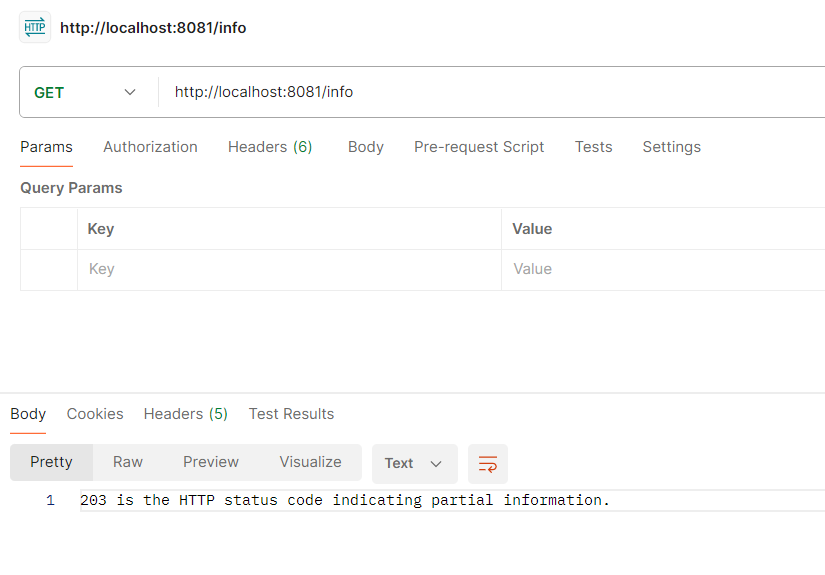 HTTP http://localhost:8081/info
GET http://localhost:8081/info
Params Authorization Headers (6) Body Pre-request Script Tests Settings
Query Params
Key Value
Key Value
Body Cookies Headers (5) Test Results
Pretty Raw Preview Visualize Text
1 203 is the HTTP status code indicating partial information.